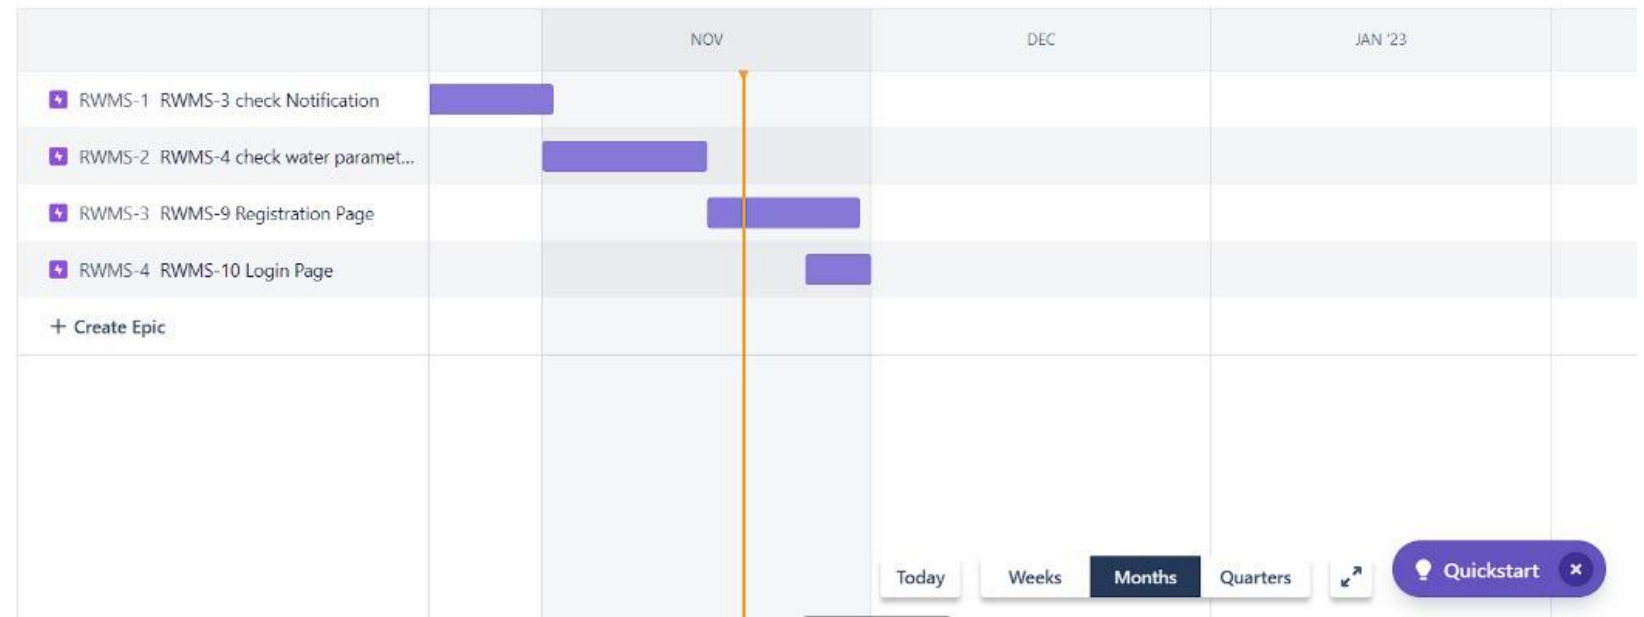 NOV DEC JAN '23
RWMS-1 RWMS-3 check Notification
RWMS-2 RWMS-4 check water paramet...
RWMS-3 RWMS-9 Registration Page
RWMS-4 RWMS-10 Login Page
+ Create Epic
Today Weeks Months Quarters Quickstart